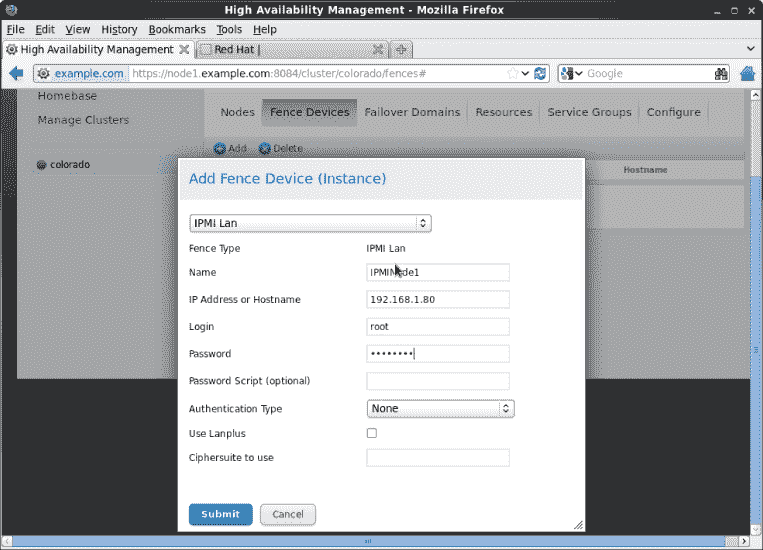 High Availability Management - Mozilla Firefox
File Edit View History Bookmarks Tools Help
High Availability Management Red Hat |
example.com https://node1.example.com:8084/cluster/colorado/fences# Google
Homebase
Manage Clusters
colorado
Nodes Fence Devices Failover Domains Resources Service Groups Configure
Add Delete
Hostname
Add Fence Device (Instance)
IPMI Lan
Fence Type IPMI Lan
Name
IP Address or Hostname 192.168.1.80
Login root
Password ••••••••
Password Script (optional)
Authentication Type None
Use Lanplus
Ciphersuite to use
Submit Cancel